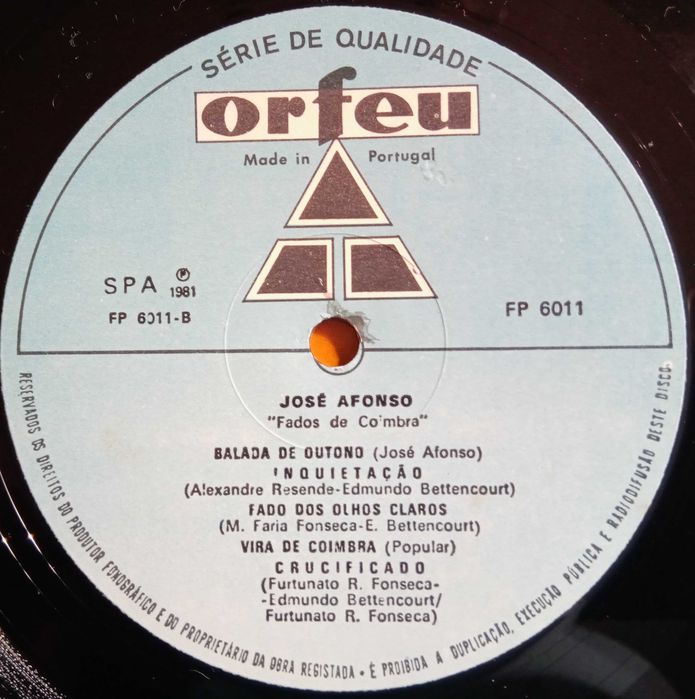 SÉRIE DE QUALIDADE
orfeu
Made in Portugal
SPA ℗ 1981
FP 6011-B
FP 6011
JOSÉ AFONSO
"Fados de Coimbra"
BALADA DE OUTONO (José Afonso)
INQUIETAÇÃO
(Alexandre Resende-Edmundo Bettencourt)
FADO DOS OLHOS CLAROS
(M. Faria Fonseca-E. Bettencourt)
VIRA DE COIMBRA (Popular)
CRUCIFICADO
(Furtunato R. Fonseca-
-Edmundo Bettencourt/
Furtunato R. Fonseca)
RESERVADOS OS DIREITOS DO PRODUTOR FONOGRÁFICO E DO PROPRIETÁRIO DA OBRA REGISTADA • É PROIBIDA A DUPLICAÇÃO, EXECUÇÃO PÚBLICA E RADIODIFUSÃO DESTE DISCO.